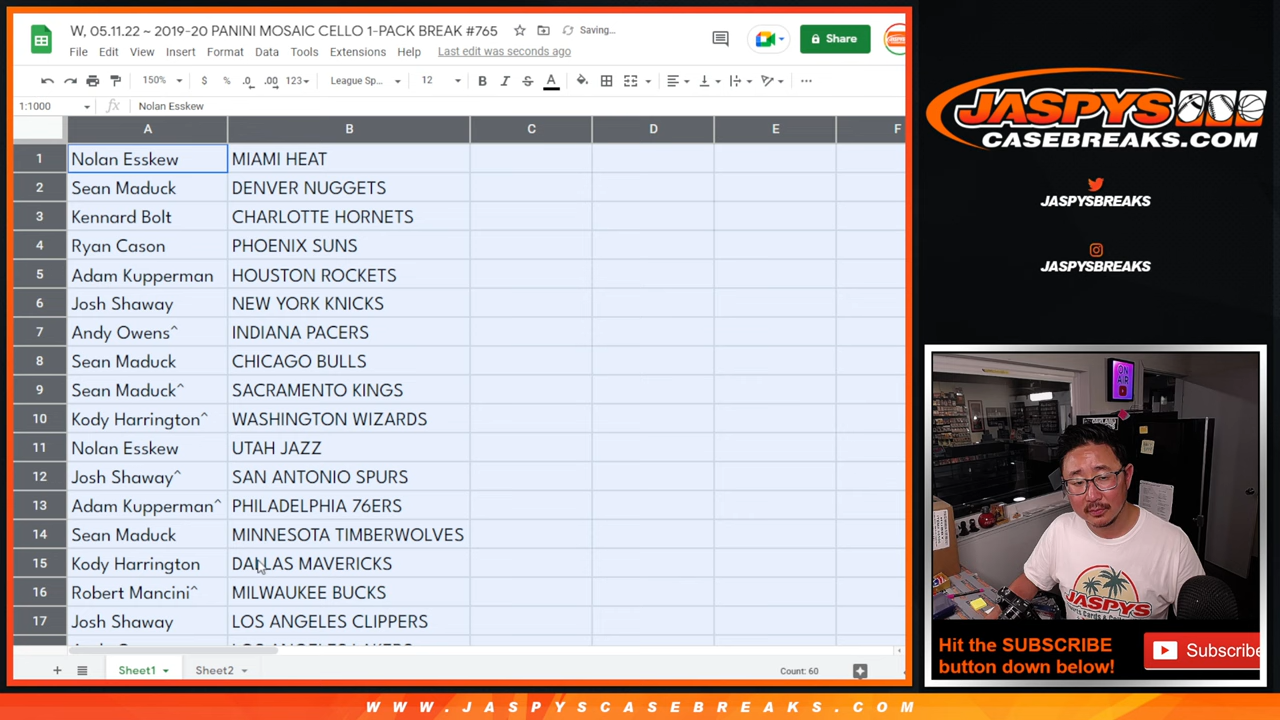 W, 05.11.22 ~ 2019-20 PANINI MOSAIC CELLO 1-PACK BREAK #765
Saving...
File Edit View Insert Format Data Tools Extensions Help Last edit was seconds ago
Share
150% $ % .0 .00 123 League Sp... 12 B I S A
1:1000 fx Nolan Esskew
A B C D E F
1 Nolan Esskew MIAMI HEAT
2 Sean Maduck DENVER NUGGETS
3 Kennard Bolt CHARLOTTE HORNETS
4 Ryan Cason PHOENIX SUNS
5 Adam Kupperman HOUSTON ROCKETS
6 Josh Shaway NEW YORK KNICKS
7 Andy Owens^ INDIANA PACERS
8 Sean Maduck CHICAGO BULLS
9 Sean Maduck^ SACRAMENTO KINGS
10 Kody Harrington^ WASHINGTON WIZARDS
11 Nolan Esskew UTAH JAZZ
12 Josh Shaway^ SAN ANTONIO SPURS
13 Adam Kupperman^ PHILADELPHIA 76ERS
14 Sean Maduck MINNESOTA TIMBERWOLVES
15 Kody Harrington DALLAS MAVERICKS
16 Robert Mancini^ MILWAUKEE BUCKS
17 Josh Shaway LOS ANGELES CLIPPERS
+ Sheet1 Sheet2 Count: 60
JASPYS
CASEBREAKS.COM
JASPYSBREAKS
JASPYSBREAKS
ON
AIR
JASPYS
Hit the SUBSCRIBE
button down below!
Subscribe
WWW.JASPYSCASEBREAKS.COM